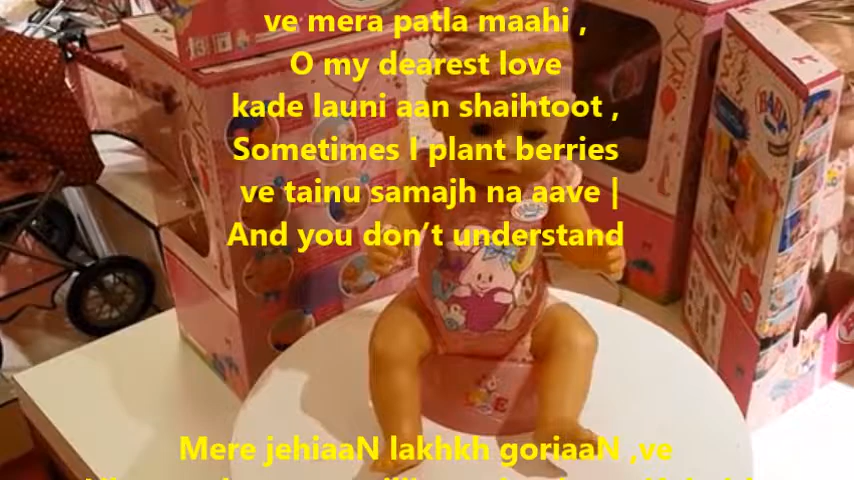 ve mera patla maahi ,
O my dearest love
kade launi aan shaihtoot ,
Sometimes I plant berries
ve tainu samajh na aave |
And you don't understand
Mere jehiaaN lakhkh goriaaN ,ve
BABY